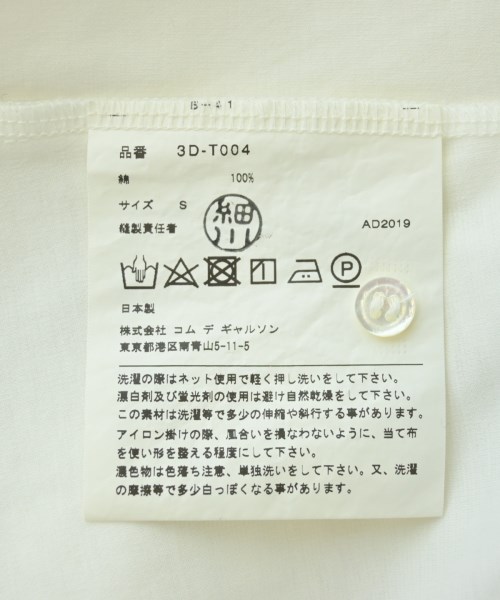 品番 3D-T004
綿 100%
サイズ S
細川
縫製責任者 AD2019
P
日本製
株式会社 コム デ ギャルソン
東京都港区南青山5-11-5
洗濯の際はネット使用で軽く押し洗いをして下さい。
漂白剤及び蛍光剤の使用は避け自然乾燥をして下さい。
この素材は洗濯等で多少の伸縮や斜行する事があります。
アイロン掛けの際、風合いを損なわないように、当て布
を使い形を整える程度にして下さい。
濃色物は色落ち注意、単独洗いをして下さい。又、洗濯
の摩擦等で多少白っぽくなる事があります。